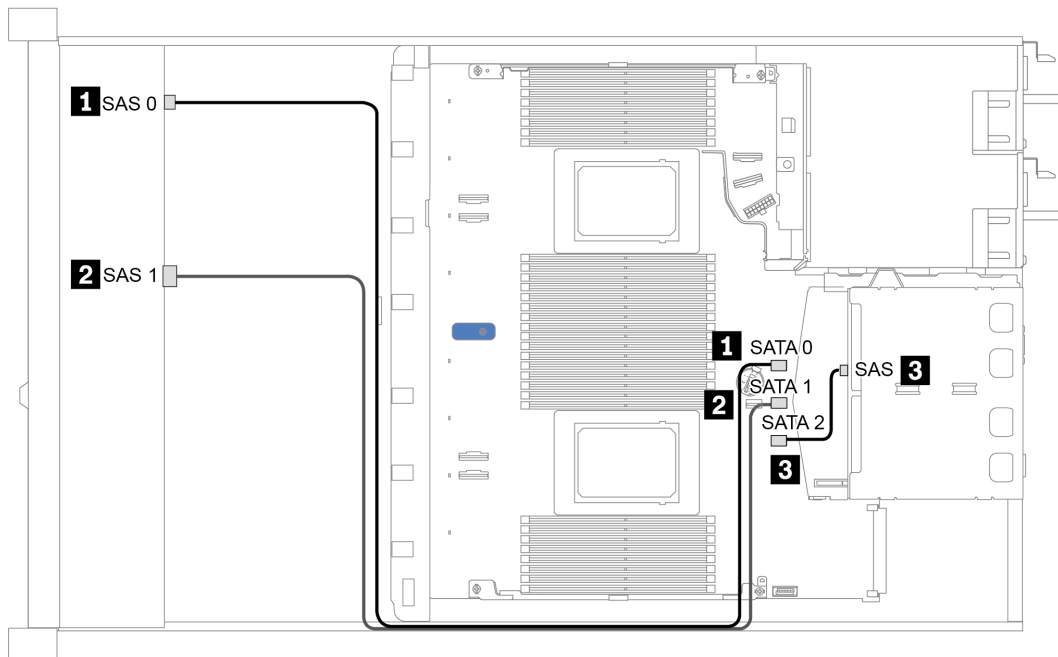 1 SAS 0
2 SAS 1
1 SATA 0
SAS 3
2 SATA 1
SATA 2
3